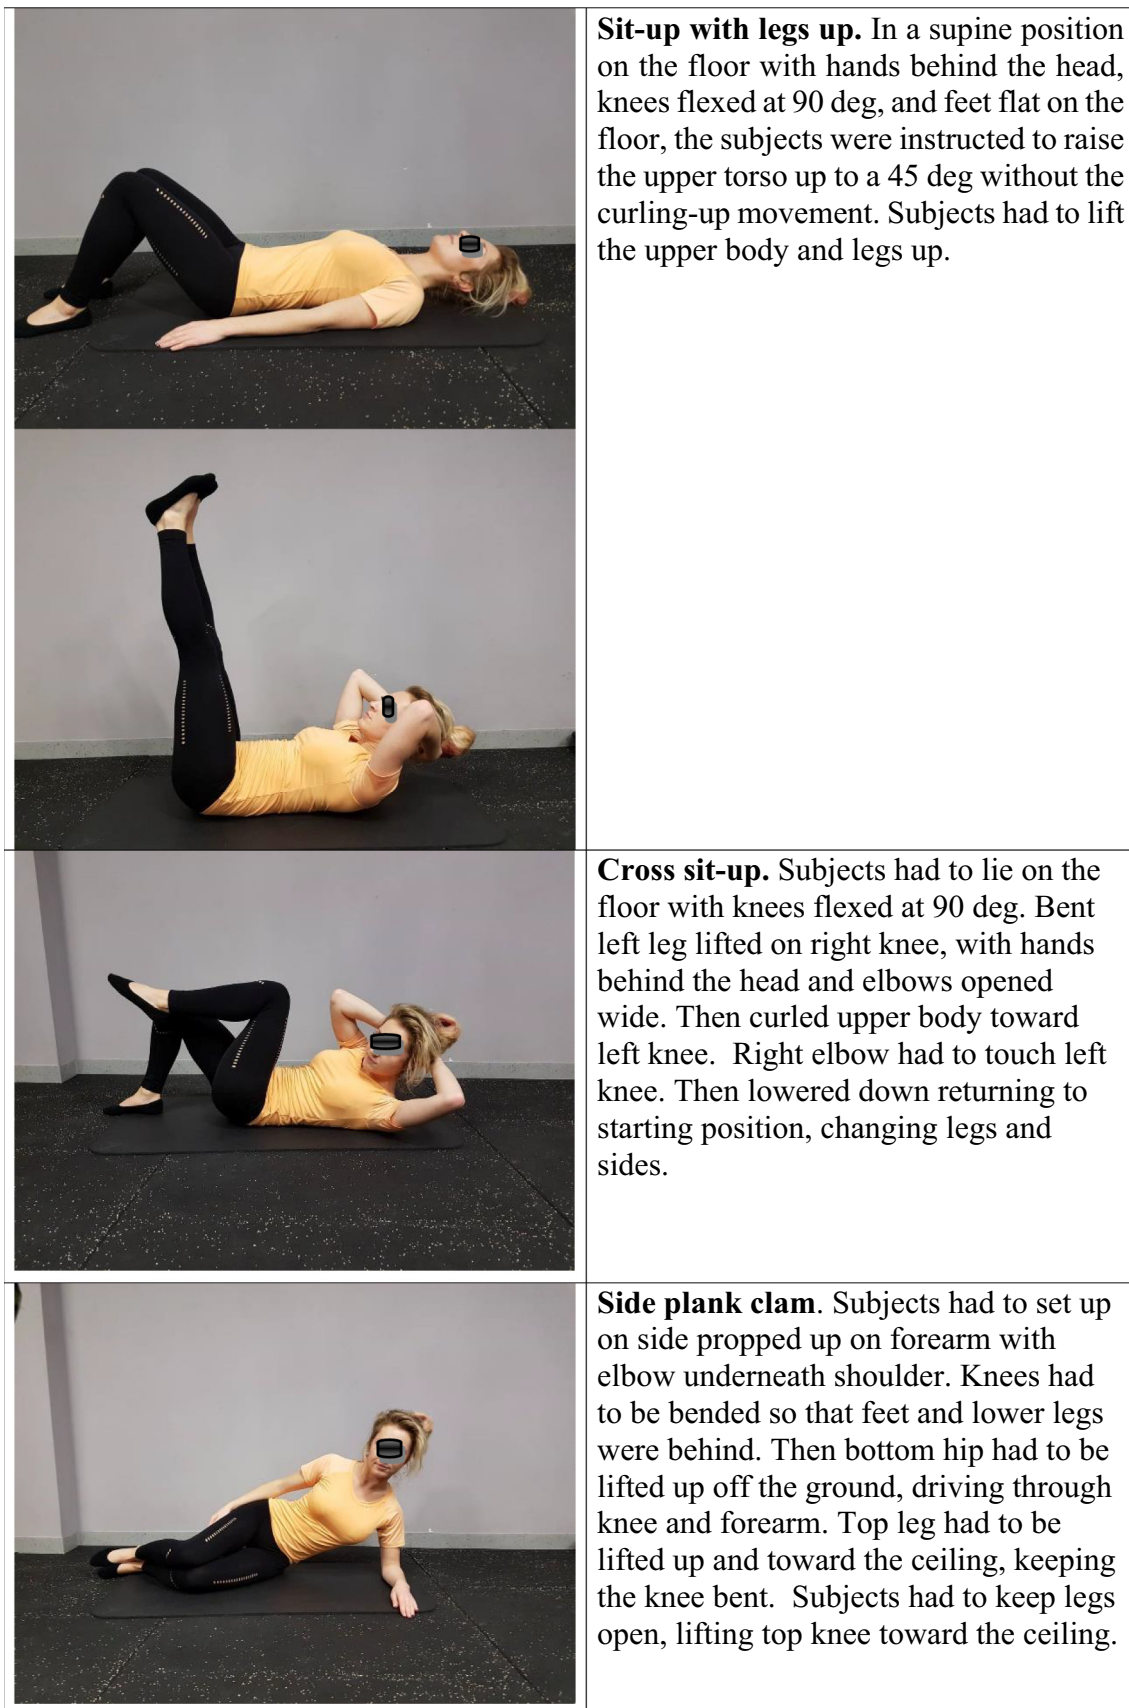 Sit-up with legs up. In a supine position
on the floor with hands behind the head,
knees flexed at 90 deg, and feet flat on the
floor, the subjects were instructed to raise
the upper torso up to a 45 deg without the
curling-up movement. Subjects had to lift
the upper body and legs up.
Cross sit-up. Subjects had to lie on the
floor with knees flexed at 90 deg. Bent
left leg lifted on right knee, with hands
behind the head and elbows opened
wide. Then curled upper body toward
left knee.  Right elbow had to touch left
knee. Then lowered down returning to
starting position, changing legs and
sides.
Side plank clam. Subjects had to set up
on side propped up on forearm with
elbow underneath shoulder. Knees had
to be bended so that feet and lower legs
were behind. Then bottom hip had to be
lifted up off the ground, driving through
knee and forearm. Top leg had to be
lifted up and toward the ceiling, keeping
the knee bent.  Subjects had to keep legs
open, lifting top knee toward the ceiling.